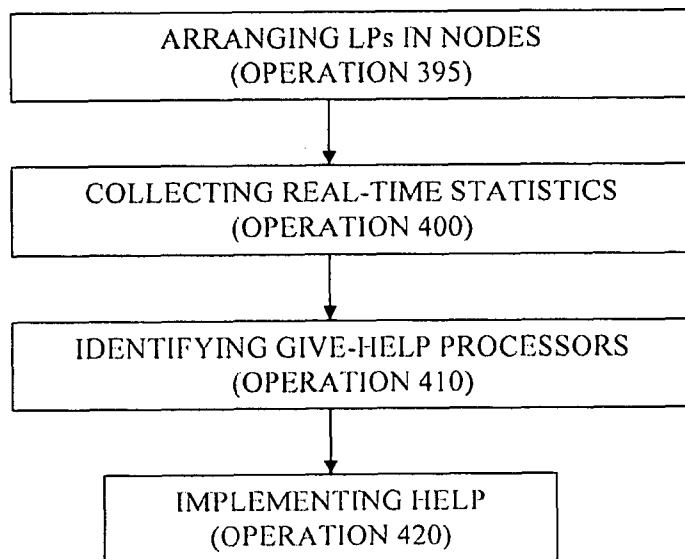 ARRANGING LPs IN NODES
(OPERATION 395)
COLLECTING REAL-TIME STATISTICS
(OPERATION 400)
IDENTIFYING GIVE-HELP PROCESSORS
(OPERATION 410)
IMPLEMENTING HELP
(OPERATION 420)